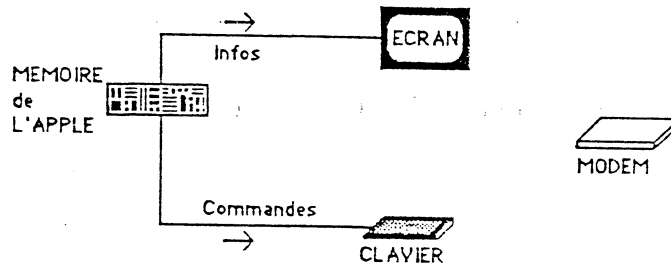 ECRAN
Infos
MEMOIRE
de
L'APPLE
MODEM
Commandes
CLAVIER